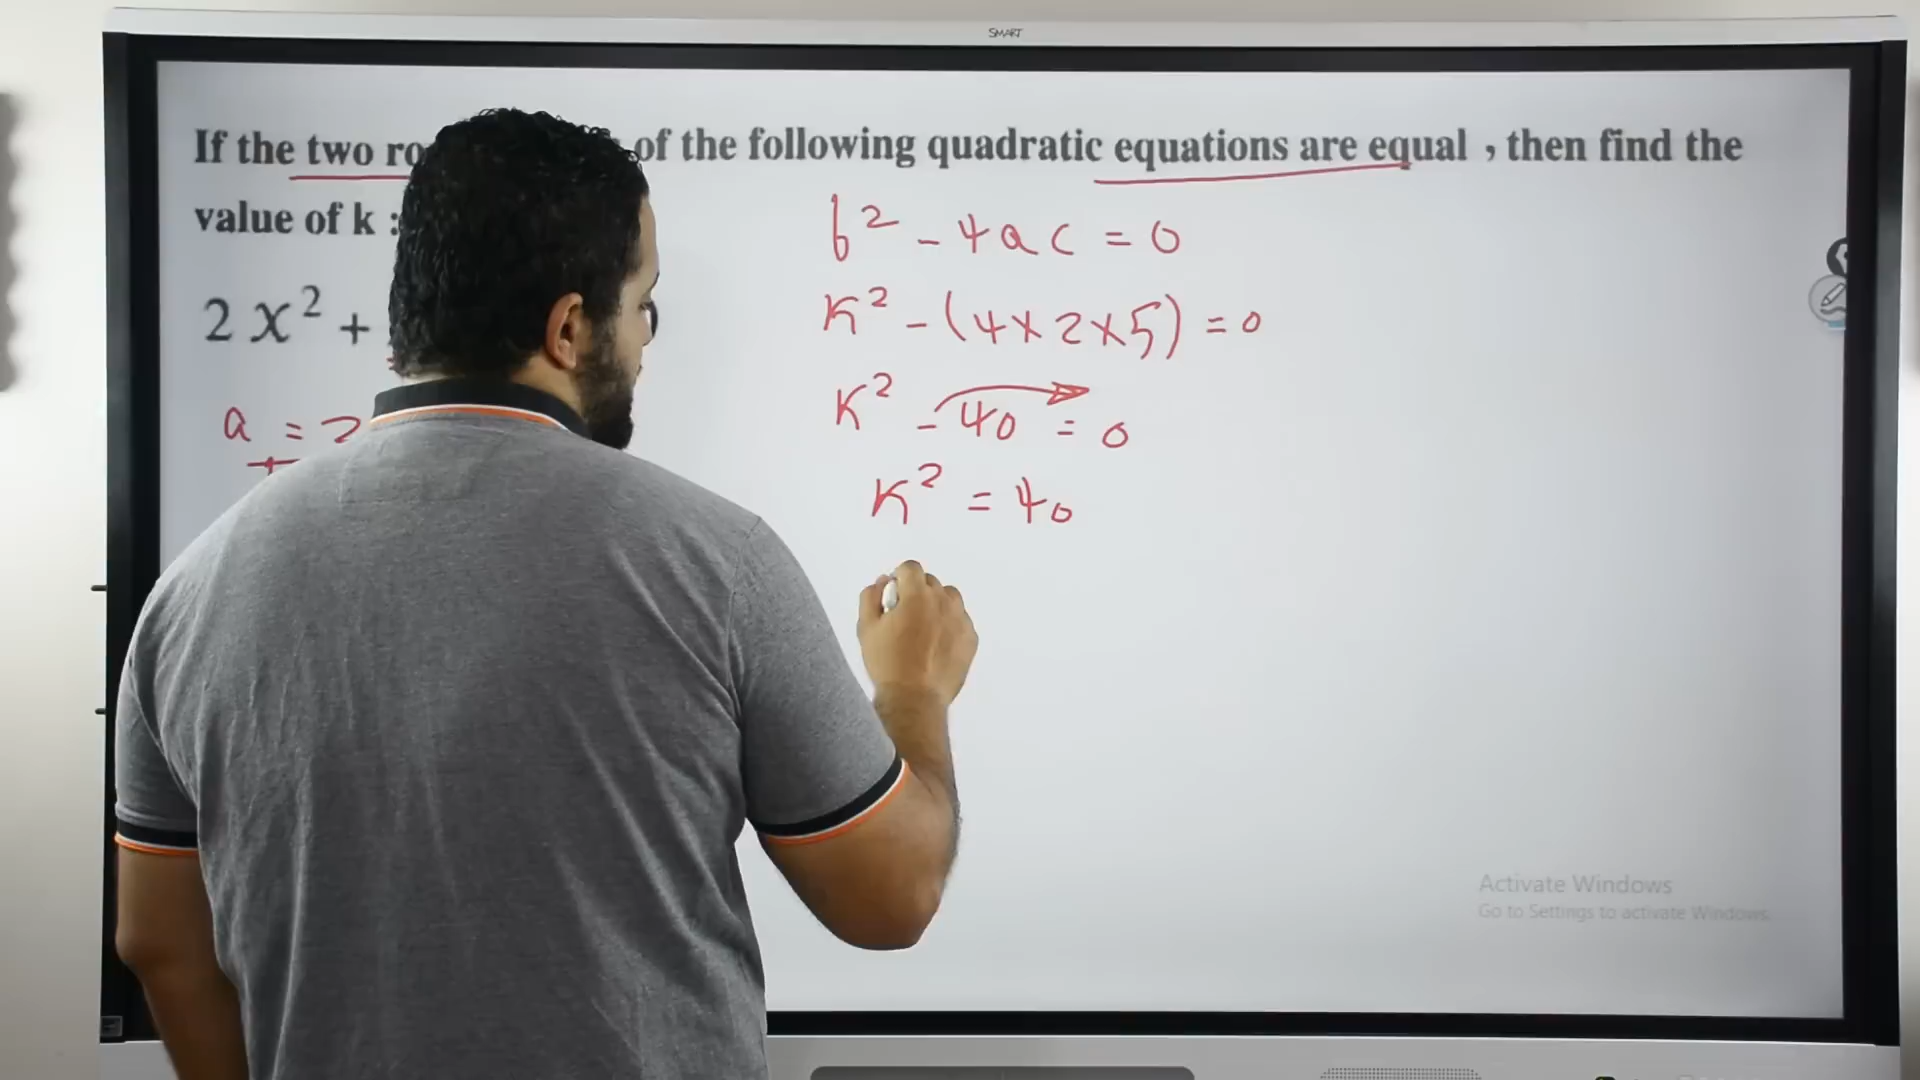 SMART
If the two ro of the following quadratic equations are equal , then find the
value of k :
2 x² +
a = 2
b² - 4ac = 0
K² - (4×2×5) = 0
K² - 40 = 0
K² = 40
Activate Windows
Go to Settings to activate Windows.